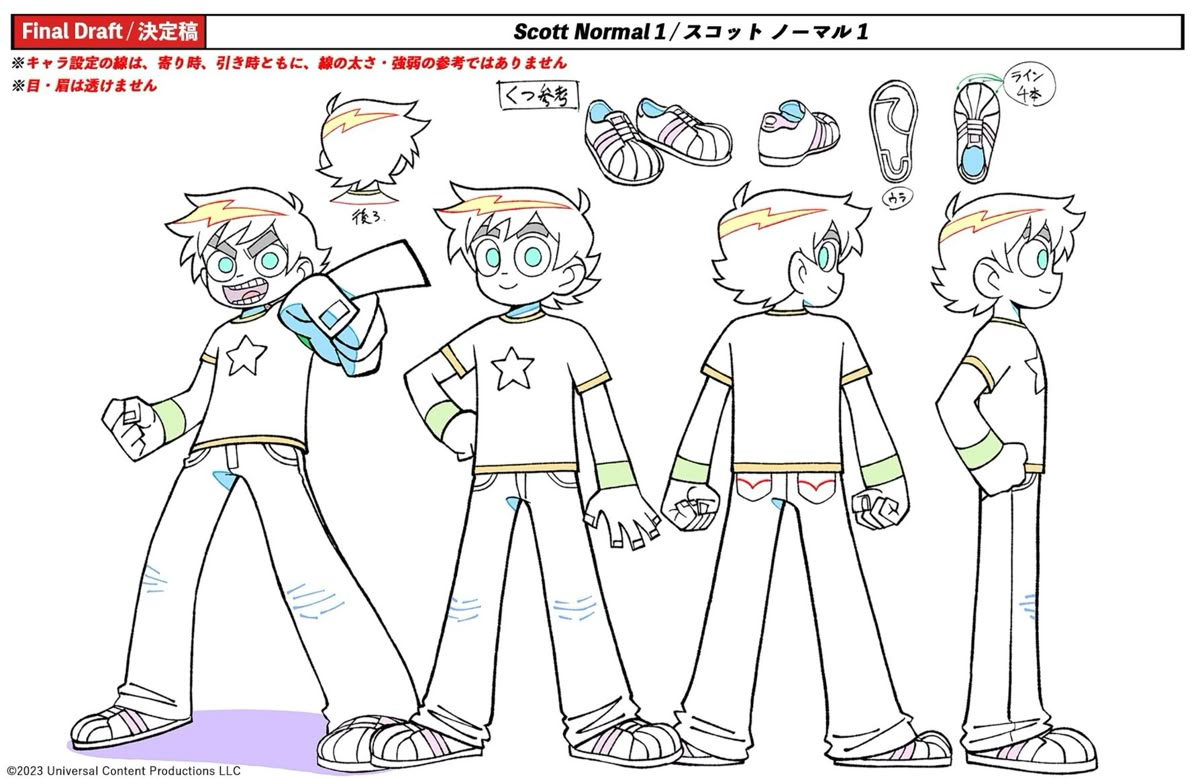 Final Draft / 決定稿
Scott Normal 1 / スコット ノーマル 1
※キャラ設定の線は、寄り時、引き時ともに、線の太さ・強弱の参考ではありません
※目・眉は透けません
くつ参考
ライン
4本
ウラ
後ろ
©2023 Universal Content Productions LLC